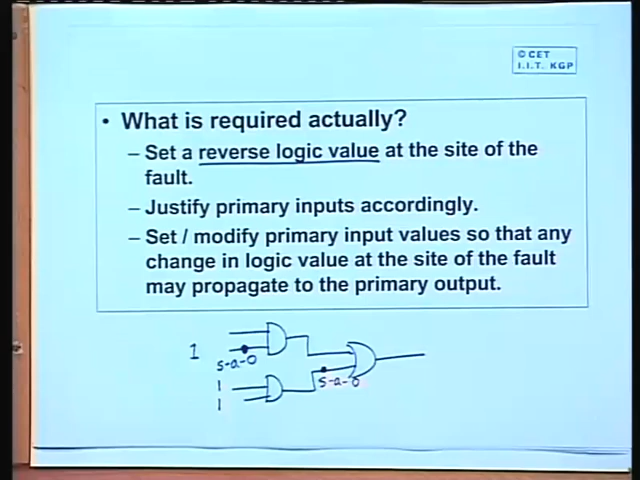 © CET
I.I.T. KGP
• What is required actually?
– Set a reverse logic value at the site of the
fault.
– Justify primary inputs accordingly.
– Set / modify primary input values so that any
change in logic value at the site of the fault
may propagate to the primary output.
1
s-a-0
s-a-0
1
1